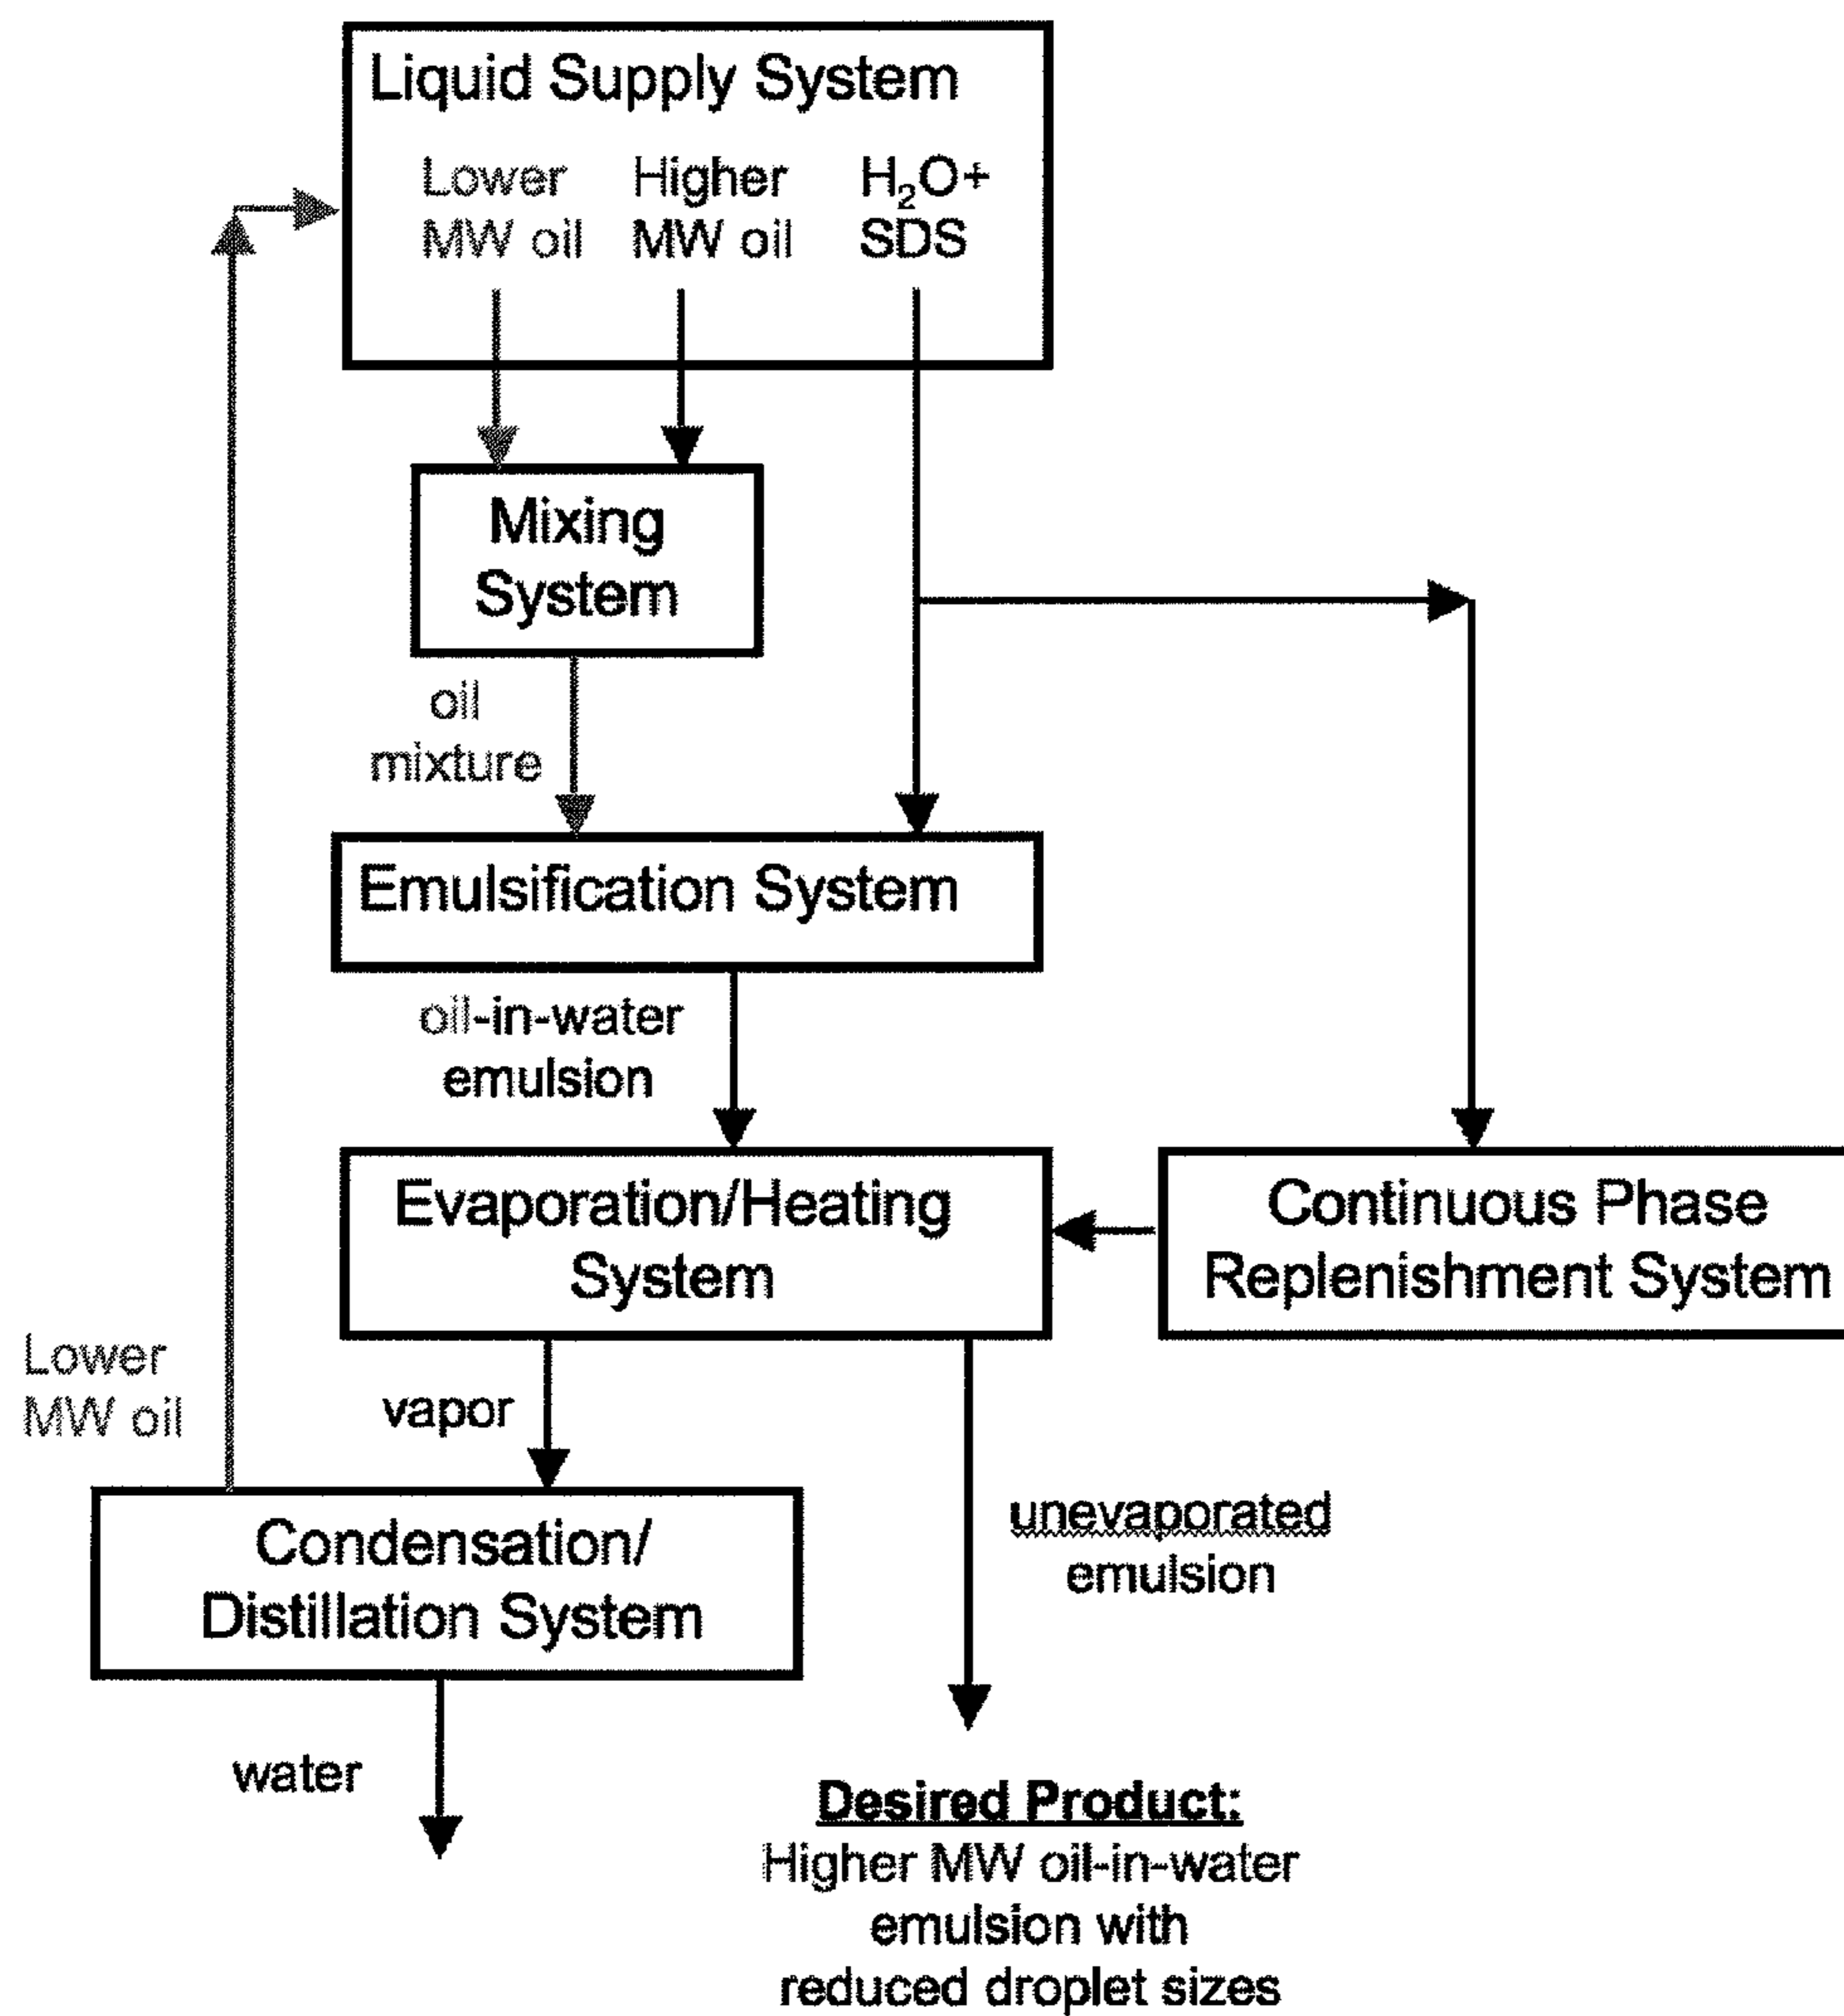 Liquid Supply System
Lower
MW oil
Higher
MW oil
H₂O+
SDS
Mixing
System
oil
mixture
Emulsification System
oil-in-water
emulsion
Evaporation/Heating
System
Continuous Phase
Replenishment System
Lower
MW oil
vapor
unevaporated
emulsion
Condensation/
Distillation System
water
Desired Product:
Higher MW oil-in-water
emulsion with
reduced droplet sizes